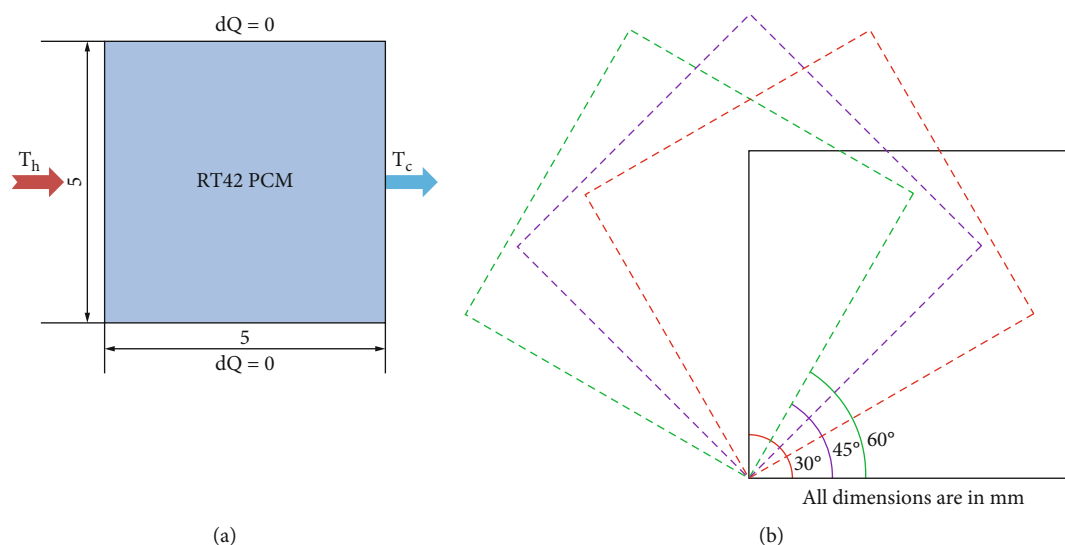 dQ = 0
T_h
5
RT42 PCM
T_c
5
dQ = 0
(a)
30°
45°
60°
All dimensions are in mm
(b)